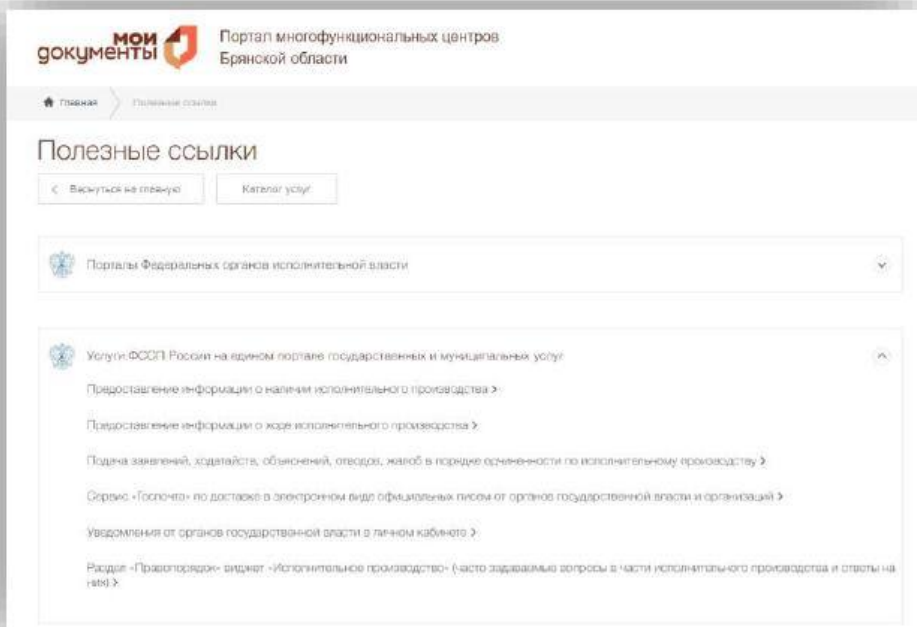 мои
документы
Портал многофункциональных центров
Брянской области
Главная
Полезные ссылки
Полезные ссылки
Вернуться на главную
Каталог услуг
Порталы Федеральных органов исполнительной власти
Услуги ФССП России на едином портале государственных и муниципальных услуг
Предоставление информации о наличии исполнительного производства >
Предоставление информации о ходе исполнительного производства >
Подача заявлений, ходатайств, объяснений, отводов, жалоб в порядке подчиненности по исполнительному производству >
Сервис «Госпочта» по доставке в электронном виде официальных писем от органов государственной власти и организаций >
Уведомления от органов государственной власти в личном кабинете >
Раздел «Правопорядок» виджет «Исполнительное производство» (часто задаваемые вопросы в части исполнительного производства и ответы на
них) >